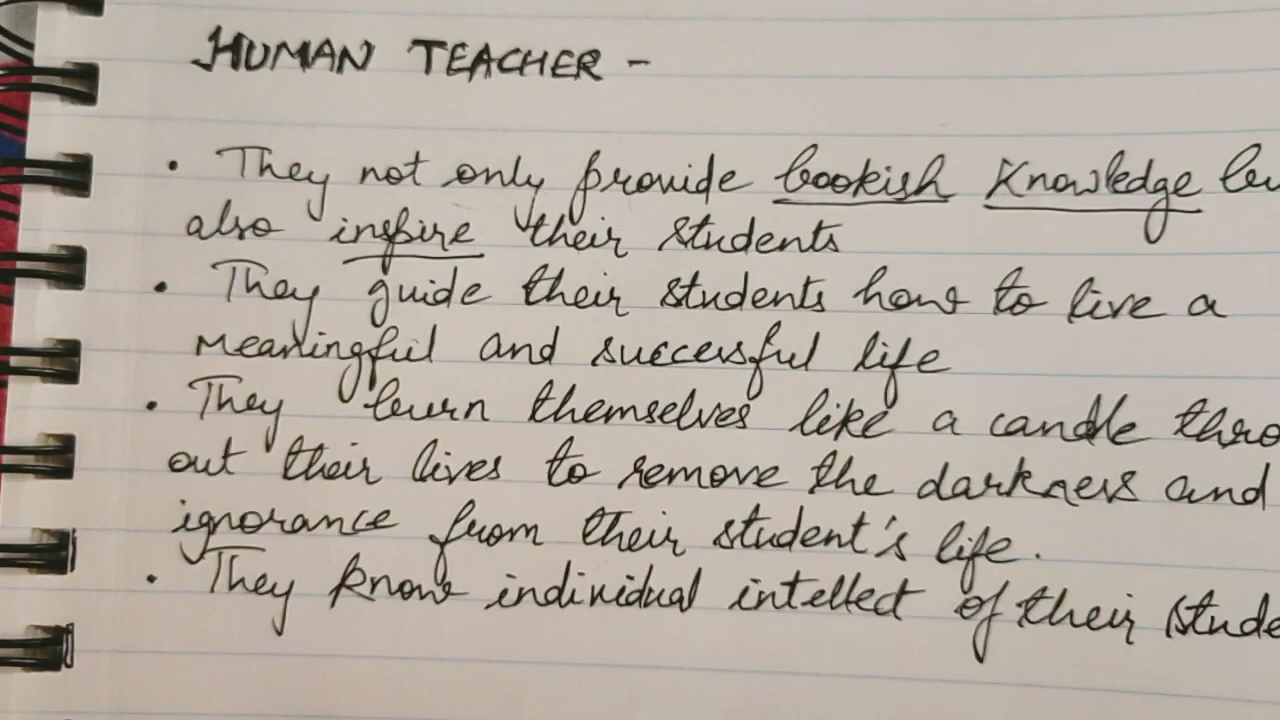 HUMAN TEACHER -
• They not only provide bookish Knowledge
also inspire their students
• They guide their students how to live a
meaningful and successful life
• They burn themselves like a candle thro
out their lives to remove the darkness and
ignorance from their student's life.
• They know individual intellect of their stude